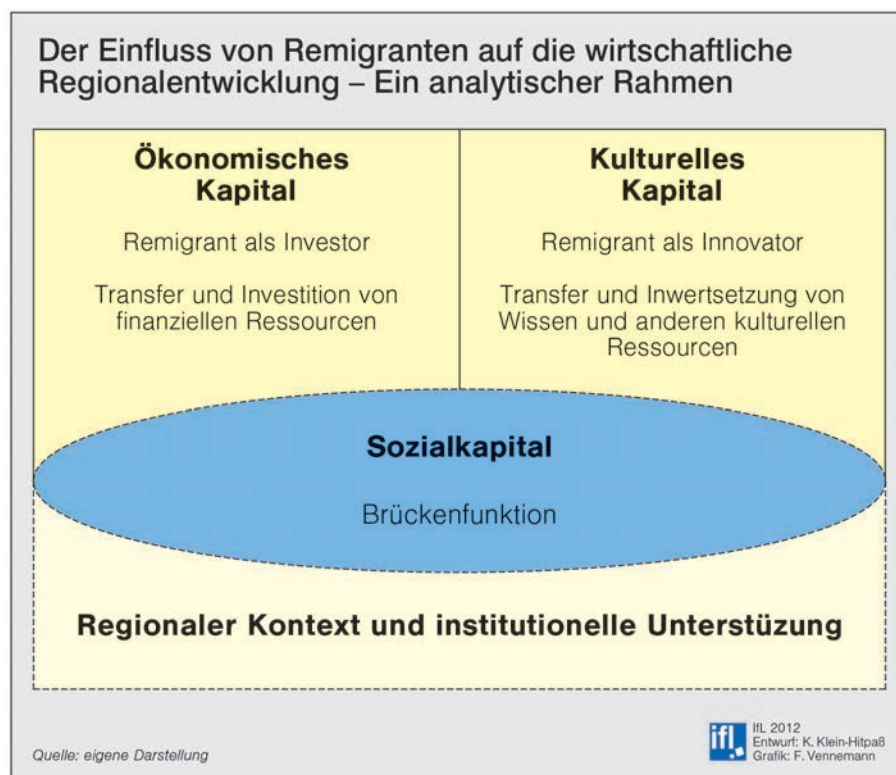 Der Einfluss von Remigranten auf die wirtschaftliche
Regionalentwicklung – Ein analytischer Rahmen
Ökonomisches
Kapital
Remigrant als Investor
Transfer und Investition von
finanziellen Ressourcen
Kulturelles
Kapital
Remigrant als Innovator
Transfer und Inwertsetzung von
Wissen und anderen kulturellen
Ressourcen
Sozialkapital
Brückenfunktion
Regionaler Kontext und institutionelle Unterstüzung
Quelle: eigene Darstellung
ifl
IfL 2012
Entwurf: K. Klein-Hitpaß
Grafik: F. Vennemann